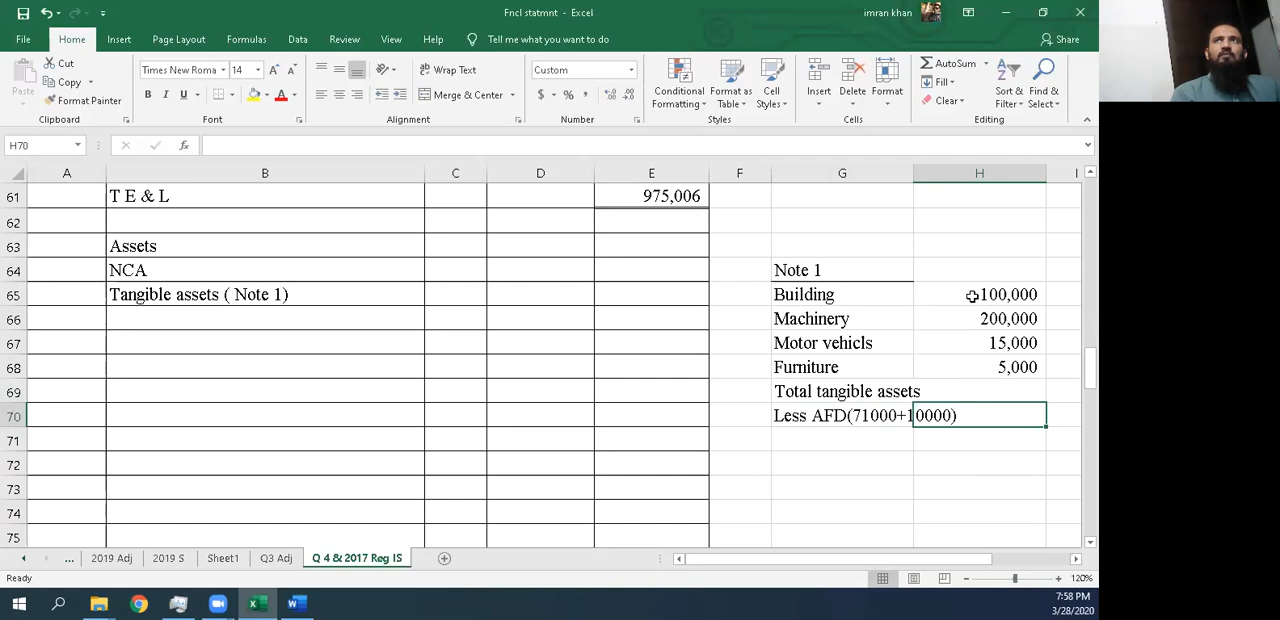 Fncl statmnt - Excel
imran khan
File Home Insert Page Layout Formulas Data Review View Help Tell me what you want to do Share
Paste
Cut
Copy
Format Painter
Clipboard
Times New Roma 14
B I U
Font
Wrap Text
Merge & Center
Alignment
Custom
$ % ,
Number
Conditional Formatting
Format as Table
Cell Styles
Styles
Insert Delete Format
Cells
AutoSum
Fill
Clear
Sort & Filter
Find & Select
Editing
H70 fx
A B C D E F G H I
61 T E & L 975,006
62
63 Assets
64 NCA Note 1
65 Tangible assets ( Note 1) Building 100,000
66 Machinery 200,000
67 Motor vehicls 15,000
68 Furniture 5,000
69 Total tangible assets
70 Less AFD(71000+10000)
71
72
73
74
75
... 2019 Adj 2019 S Sheet1 Q3 Adj Q 4 & 2017 Reg IS
Ready 120%
7:58 PM
3/28/2020